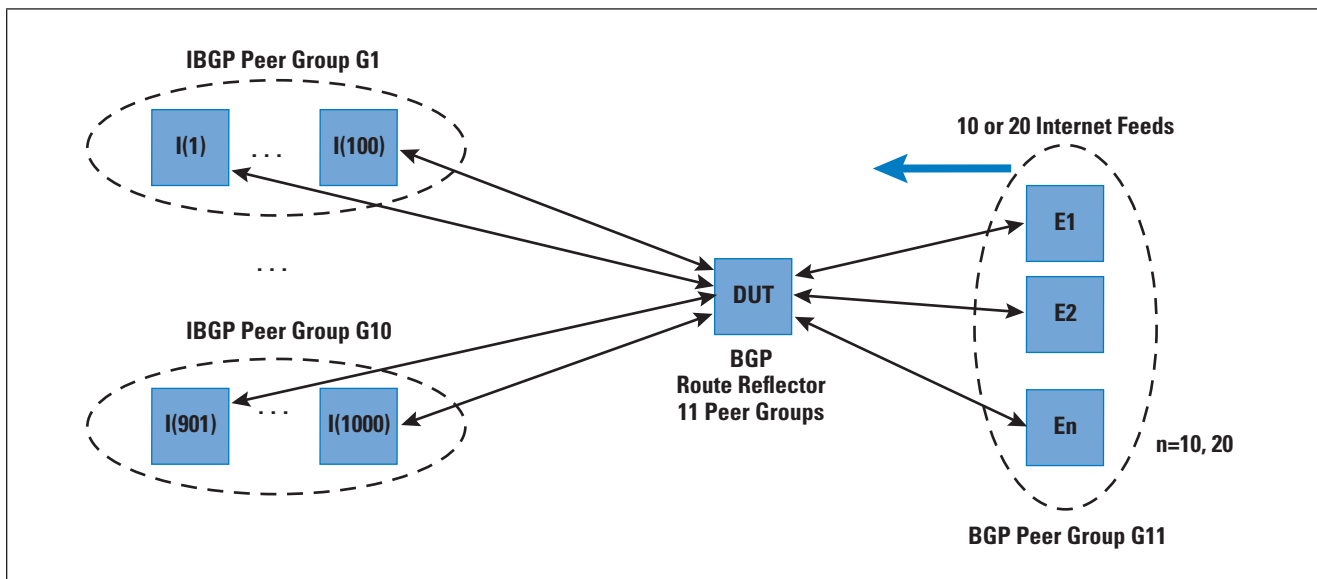 IBGP Peer Group G1
I(1)
. . .
I(100)
. . .
IBGP Peer Group G10
I(901)
. . .
I(1000)
DUT
BGP
Route Reflector
11 Peer Groups
10 or 20 Internet Feeds
E1
E2
En
n=10, 20
BGP Peer Group G11